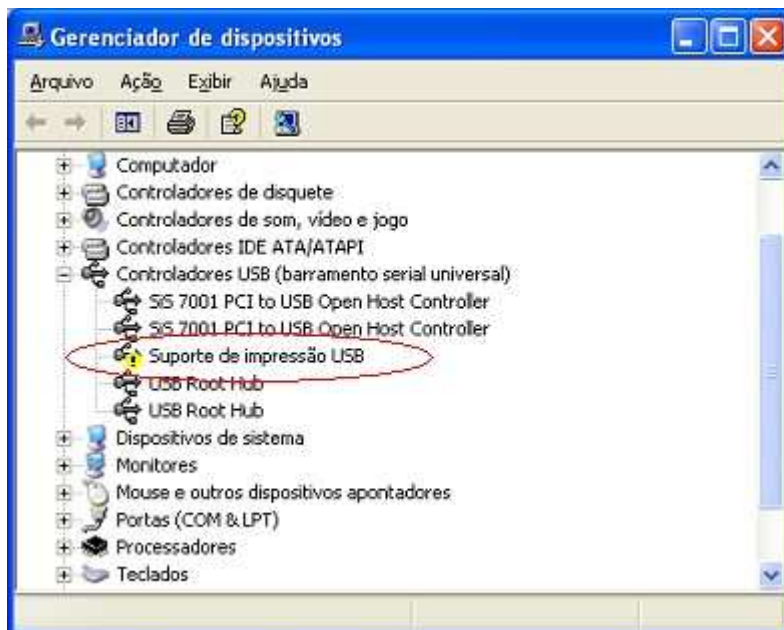 Gerenciador de dispositivos
Arquivo Ação Exibir Ajuda
Computador
Controladores de disquete
Controladores de som, vídeo e jogo
Controladores IDE ATA/ATAPI
Controladores USB (barramento serial universal)
SiS 7001 PCI to USB Open Host Controller
SiS 7001 PCI to USB Open Host Controller
Suporte de impressão USB
USB Root Hub
USB Root Hub
Dispositivos de sistema
Monitores
Mouse e outros dispositivos apontadores
Portas (COM & LPT)
Processadores
Teclados